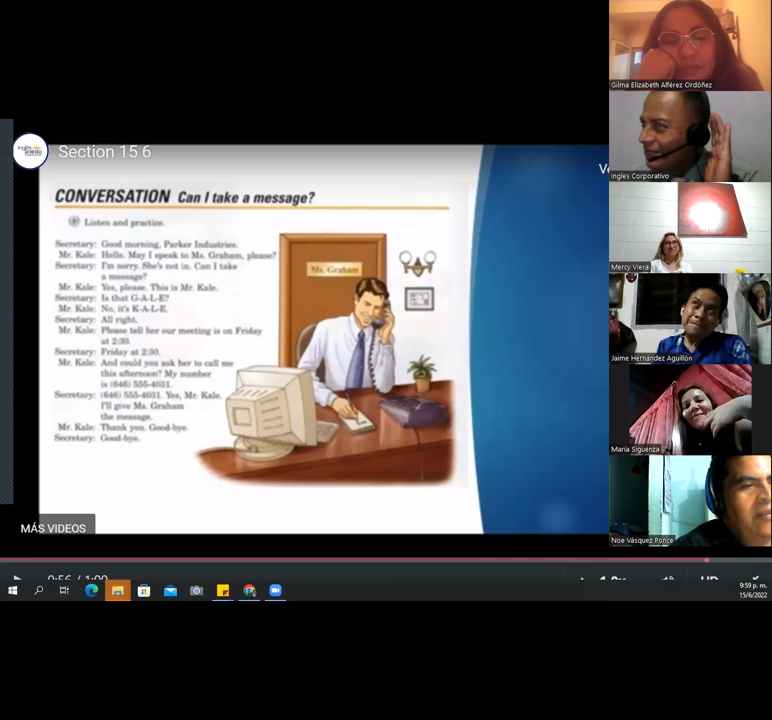 Section 15 6
CONVERSATION Can I take a message?
Listen and practice.
Secretary: Good morning, Parker Industries.
Mr. Kale: Hello. May I speak to Ms. Graham, please?
Secretary: I'm sorry. She's not in. Can I take
a message?
Mr. Kale: Yes, please. This is Mr. Kale.
Secretary: Is that G-A-L-E?
Mr. Kale: No, it's K-A-L-E.
Secretary: All right.
Mr. Kale: Please tell her our meeting is on Friday
at 2:30.
Secretary: Friday at 2:30.
Mr. Kale: And could you ask her to call me
this afternoon? My number
is (646) 555-4031.
Secretary: (646) 555-4031. Yes, Mr. Kale.
I'll give Ms. Graham
the message.
Mr. Kale: Thank you. Good-bye.
Secretary: Good-bye.
Ms. Graham
MÁS VIDEOS
0:56 / 1:00
HD
Gilma Elizabeth Alférez Ordóñez
Ingles Corporativo
Mercy Viera
Jaime Hernández Aguillón
María Siguenza
Noe Vásquez Ponce
9:59 p. m.
15/6/2022